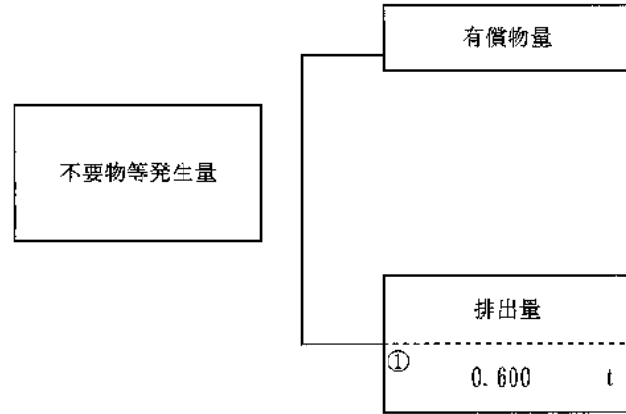 有償物量
不要物等発生量
排出量
①
0.600 t